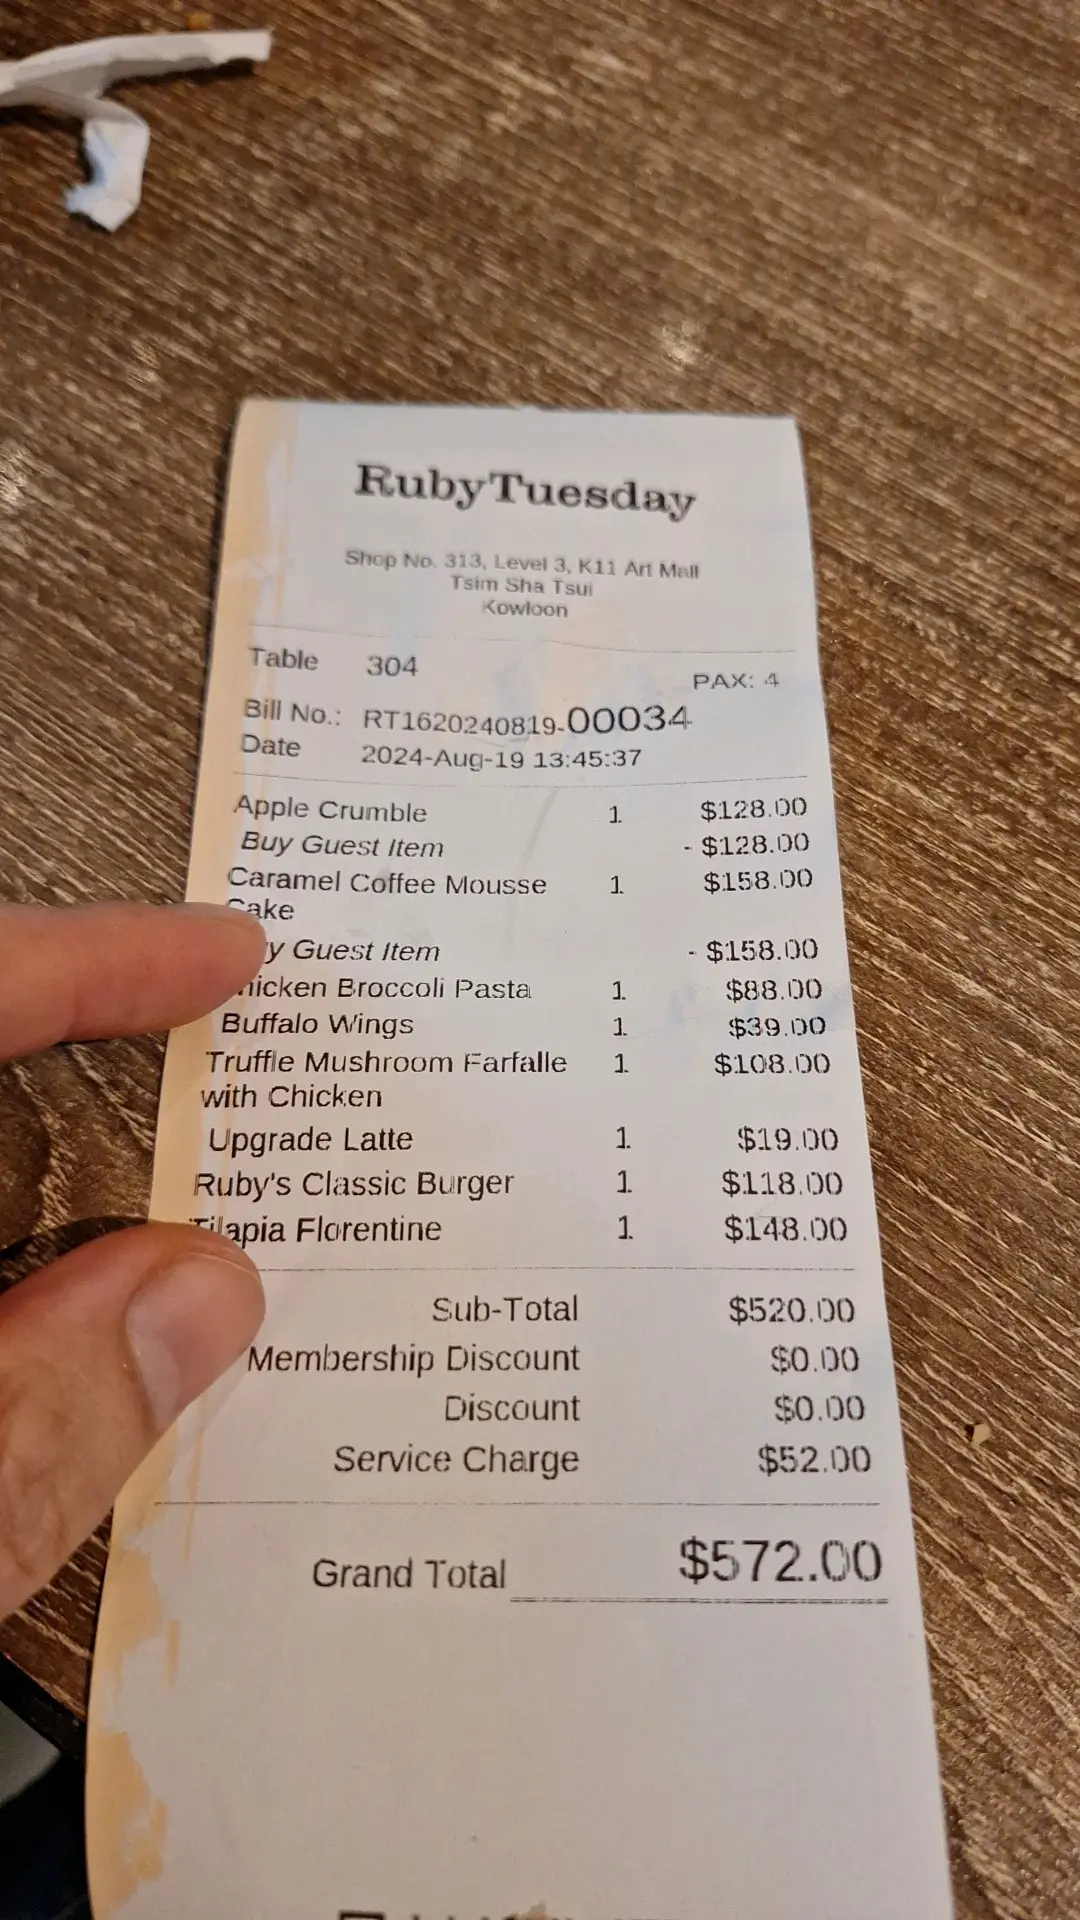 RubyTuesday
Shop No. 313, Level 3, K11 Art Mall
Tsim Sha Tsui
Kowloon
Table 304 PAX: 4
Bill No.: RT1620240819-00034
Date 2024-Aug-19 13:45:37
Apple Crumble 1 $128.00
Buy Guest Item - $128.00
Caramel Coffee Mousse 1 $158.00
Cake
Guest Item - $158.00
Chicken Broccoli Pasta 1 $88.00
Buffalo Wings 1 $39.00
Truffle Mushroom Farfalle 1 $108.00
with Chicken
Upgrade Latte 1 $19.00
Ruby's Classic Burger 1 $118.00
Tilapia Florentine 1 $148.00
Sub-Total $520.00
Membership Discount $0.00
Discount $0.00
Service Charge $52.00
Grand Total $572.00